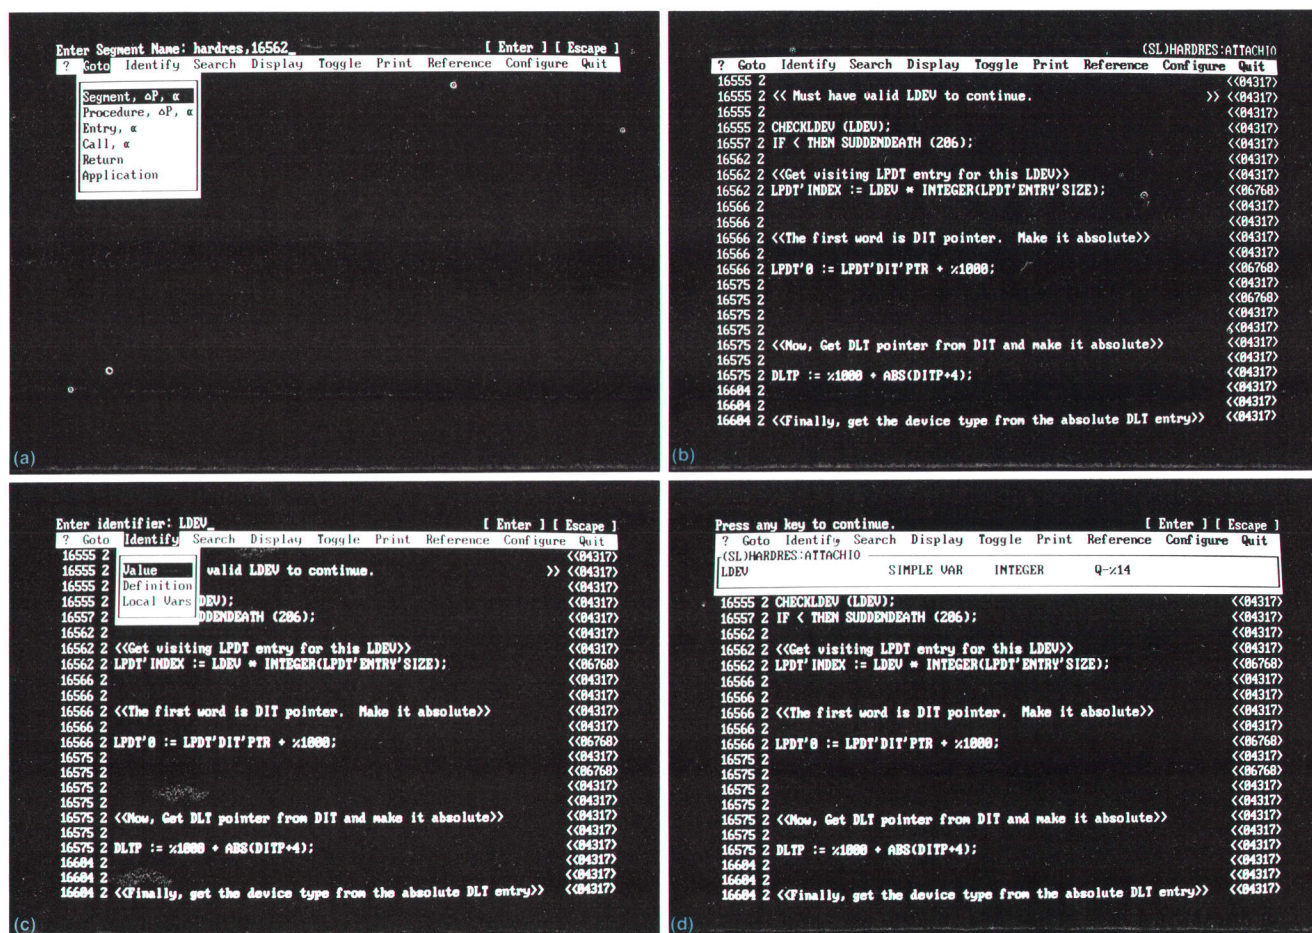 Enter Segment Name: hardres,16562_ [ Enter ] [ Escape ]
? Goto Identify Search Display Toggle Print Reference Configure Quit
Segment, △P, α
Procedure, △P, α
Entry, α
Call, α
Return
Application
(a)
(SL)HARDRES:ATTACHIO
? Goto Identify Search Display Toggle Print Reference Configure Quit
16555 2 <<04317>
16555 2 << Must have valid LDEV to continue. >> <<04317>
16555 2 <<04317>
16555 2 CHECKLDEV (LDEV); <<04317>
16557 2 IF < THEN SUDDENDEATH (206); <<04317>
16562 2 <<04317>
16562 2 <<Get visiting LPDT entry for this LDEV>> <<04317>
16562 2 LPDT'INDEX := LDEV * INTEGER(LPDT'ENTRY'SIZE); <<06768>
16566 2 <<04317>
16566 2 <<04317>
16566 2 <<The first word is DIT pointer. Make it absolute>> <<04317>
16566 2 <<04317>
16566 2 LPDT'0 := LPDT'DIT'PTR + %1000; <<06768>
16575 2 <<04317>
16575 2 <<06768>
16575 2 <<04317>
16575 2 <<04317>
16575 2 <<Now, Get DLT pointer from DIT and make it absolute>> <<04317>
16575 2 <<04317>
16575 2 DLTP := %1000 + ABS(DITP+4); <<04317>
16604 2 <<04317>
16604 2 <<04317>
16604 2 <<Finally, get the device type from the absolute DLT entry>> <<04317>
(b)
Enter identifier: LDEV_ [ Enter ] [ Escape ]
? Goto Identify Search Display Toggle Print Reference Configure Quit
16555 2 <<04317>
16555 2 Value valid LDEV to continue. >> <<04317>
16555 2 Definition <<04317>
16555 2 Local Vars DEV); <<04317>
16557 2 DDENDEATH (206); <<04317>
16562 2 <<04317>
16562 2 <<Get visiting LPDT entry for this LDEV>> <<04317>
16562 2 LPDT'INDEX := LDEV * INTEGER(LPDT'ENTRY'SIZE); <<06768>
16566 2 <<04317>
16566 2 <<04317>
16566 2 <<The first word is DIT pointer. Make it absolute>> <<04317>
16566 2 <<04317>
16566 2 LPDT'0 := LPDT'DIT'PTR + %1000; <<06768>
16575 2 <<04317>
16575 2 <<06768>
16575 2 <<04317>
16575 2 <<04317>
16575 2 <<Now, Get DLT pointer from DIT and make it absolute>> <<04317>
16575 2 <<04317>
16575 2 DLTP := %1000 + ABS(DITP+4); <<04317>
16604 2 <<04317>
16604 2 <<04317>
16604 2 <<Finally, get the device type from the absolute DLT entry>> <<04317>
(c)
Press any key to continue. [ Enter ] [ Escape ]
? Goto Identify Search Display Toggle Print Reference Configure Quit
(SL)HARDRES:ATTACHIO
LDEV SIMPLE VAR INTEGER Q-%14
16555 2 CHECKLDEV (LDEV); <<04317>
16557 2 IF < THEN SUDDENDEATH (206); <<04317>
16562 2 <<04317>
16562 2 <<Get visiting LPDT entry for this LDEV>> <<04317>
16562 2 LPDT'INDEX := LDEV * INTEGER(LPDT'ENTRY'SIZE); <<06768>
16566 2 <<04317>
16566 2 <<04317>
16566 2 <<The first word is DIT pointer. Make it absolute>> <<04317>
16566 2 <<04317>
16566 2 LPDT'0 := LPDT'DIT'PTR + %1000; <<06768>
16575 2 <<04317>
16575 2 <<06768>
16575 2 <<04317>
16575 2 <<04317>
16575 2 <<Now, Get DLT pointer from DIT and make it absolute>> <<04317>
16575 2 <<04317>
16575 2 DLTP := %1000 + ABS(DITP+4); <<04317>
16604 2 <<04317>
16604 2 <<04317>
16604 2 <<Finally, get the device type from the absolute DLT entry>> <<04317>
(d)